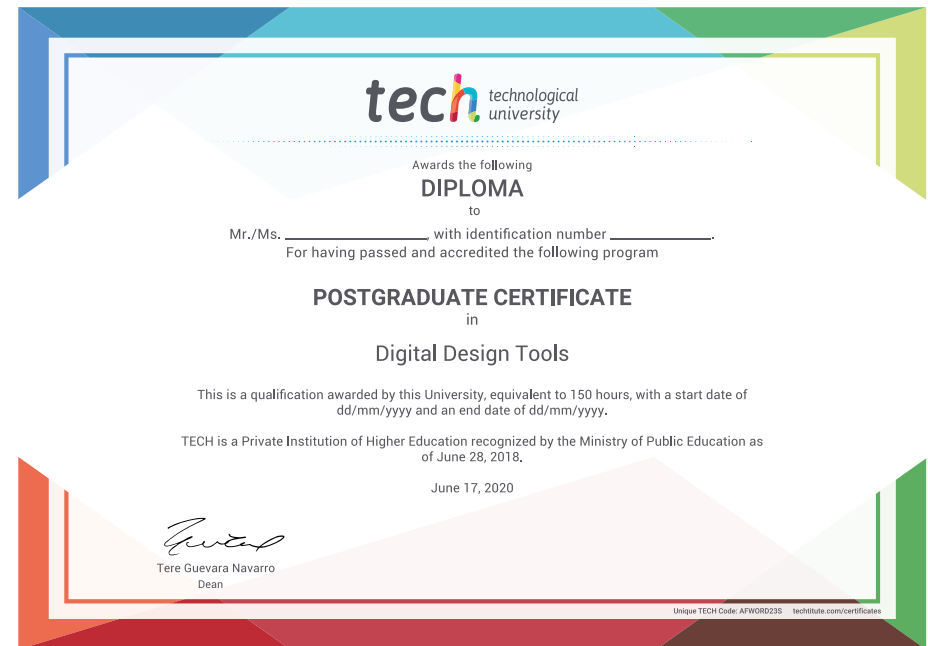 tech technological
university
Awards the following
DIPLOMA
to
Mr./Ms. ____________________, with identification number ______________.
For having passed and accredited the following program
POSTGRADUATE CERTIFICATE
in
Digital Design Tools
This is a qualification awarded by this University, equivalent to 150 hours, with a start date of
dd/mm/yyyy and an end date of dd/mm/yyyy.
TECH is a Private Institution of Higher Education recognized by the Ministry of Public Education as
of June 28, 2018.
June 17, 2020
Tere Guevara Navarro
Dean
Unique TECH Code: AFWORD23S techtitute.com/certificates